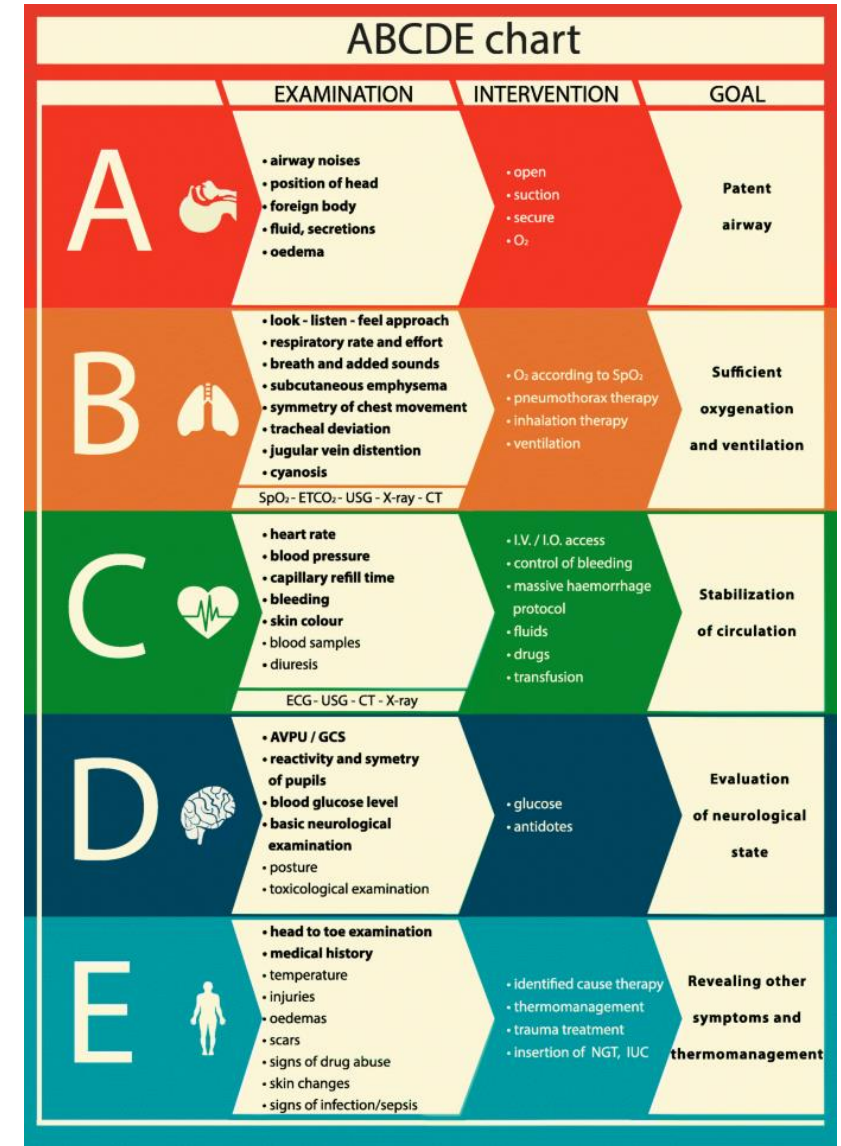 ABCDE chart
EXAMINATION
INTERVENTION
GOAL
A
• airway noises
• position of head
• foreign body
• fluid, secretions
• oedema
• open
• suction
• secure
• O₂
Patent
airway
B
• look - listen - feel approach
• respiratory rate and effort
• breath and added sounds
• subcutaneous emphysema
• symmetry of chest movement
• tracheal deviation
• jugular vein distention
• cyanosis
SpO₂ - ETCO₂ - USG - X-ray - CT
• O₂ according to SpO₂
• pneumothorax therapy
• inhalation therapy
• ventilation
Sufficient
oxygenation
and ventilation
C
• heart rate
• blood pressure
• capillary refill time
• bleeding
• skin colour
• blood samples
• diuresis
ECG - USG - CT - X-ray
• I.V. / I.O. access
• control of bleeding
• massive haemorrhage
protocol
• fluids
• drugs
• transfusion
Stabilization
of circulation
D
• AVPU / GCS
• reactivity and symetry
of pupils
• blood glucose level
• basic neurological
examination
• posture
• toxicological examination
• glucose
• antidotes
Evaluation
of neurological
state
E
• head to toe examination
• medical history
• temperature
• injuries
• oedemas
• scars
• signs of drug abuse
• skin changes
• signs of infection/sepsis
• identified cause therapy
• thermomanagement
• trauma treatment
• insertion of NGT, IUC
Revealing other
symptoms and
thermomanagement